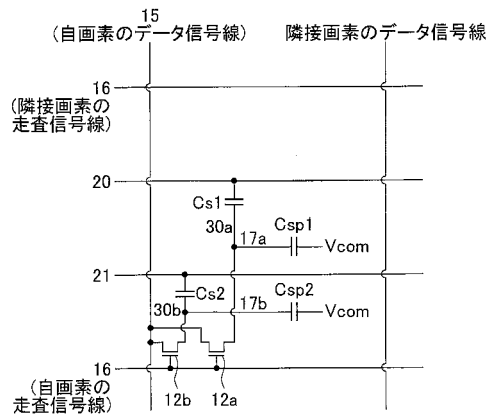 15
(自画素のデータ信号線)
隣接画素のデータ信号線
16
(隣接画素の
走査信号線)
20
Cs1
30a
17a
Csp1
Vcom
21
Cs2
30b
17b
Csp2
Vcom
16
(自画素の
走査信号線)
12b
12a